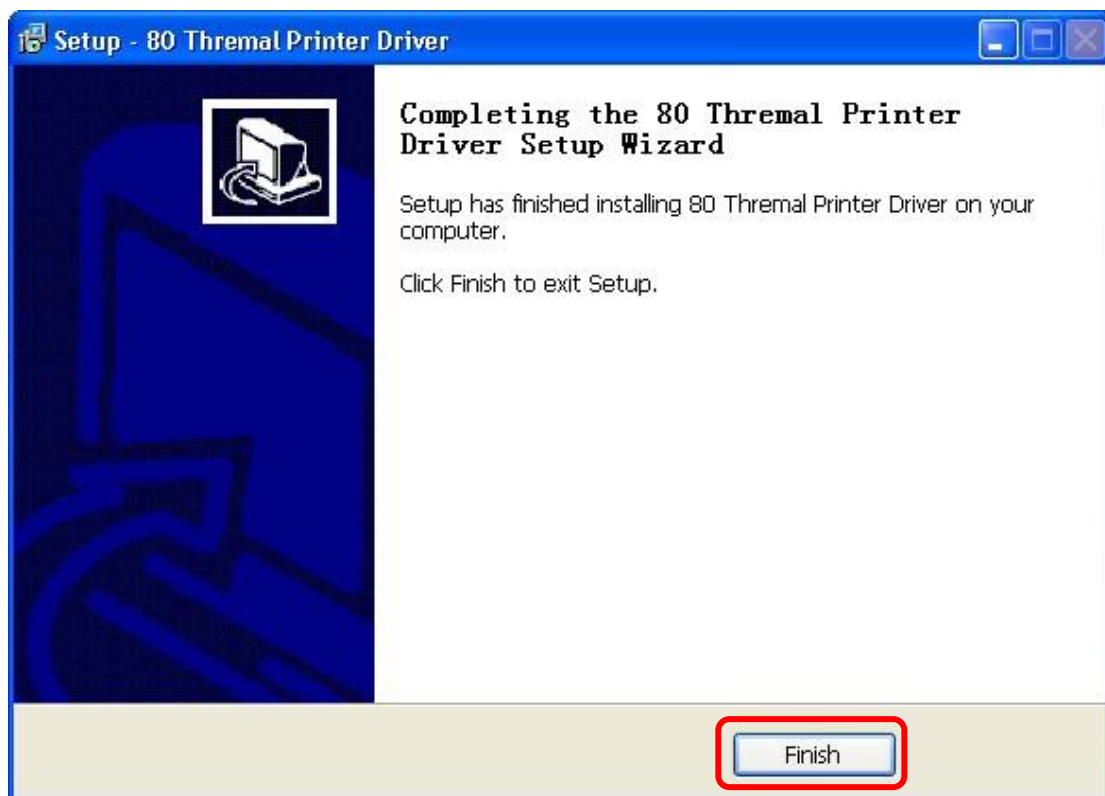 Setup - 80 Thremal Printer Driver
Completing the 80 Thremal Printer
Driver Setup Wizard
Setup has finished installing 80 Thremal Printer Driver on your
computer.
Click Finish to exit Setup.
Finish